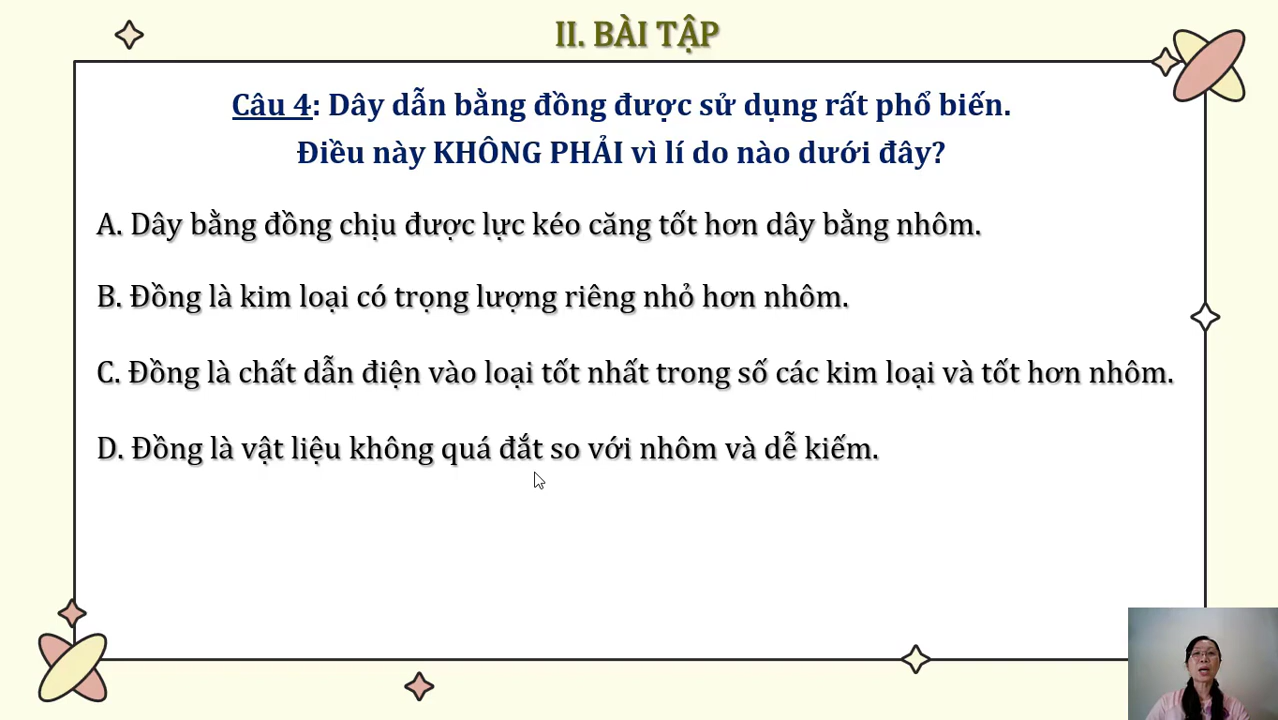 II. BÀI TẬP
Câu 4: Dây dẫn bằng đồng được sử dụng rất phổ biến.
Điều này KHÔNG PHẢI vì lí do nào dưới đây?
A. Dây bằng đồng chịu được lực kéo căng tốt hơn dây bằng nhôm.
B. Đồng là kim loại có trọng lượng riêng nhỏ hơn nhôm.
C. Đồng là chất dẫn điện vào loại tốt nhất trong số các kim loại và tốt hơn nhôm.
D. Đồng là vật liệu không quá đắt so với nhôm và dễ kiếm.